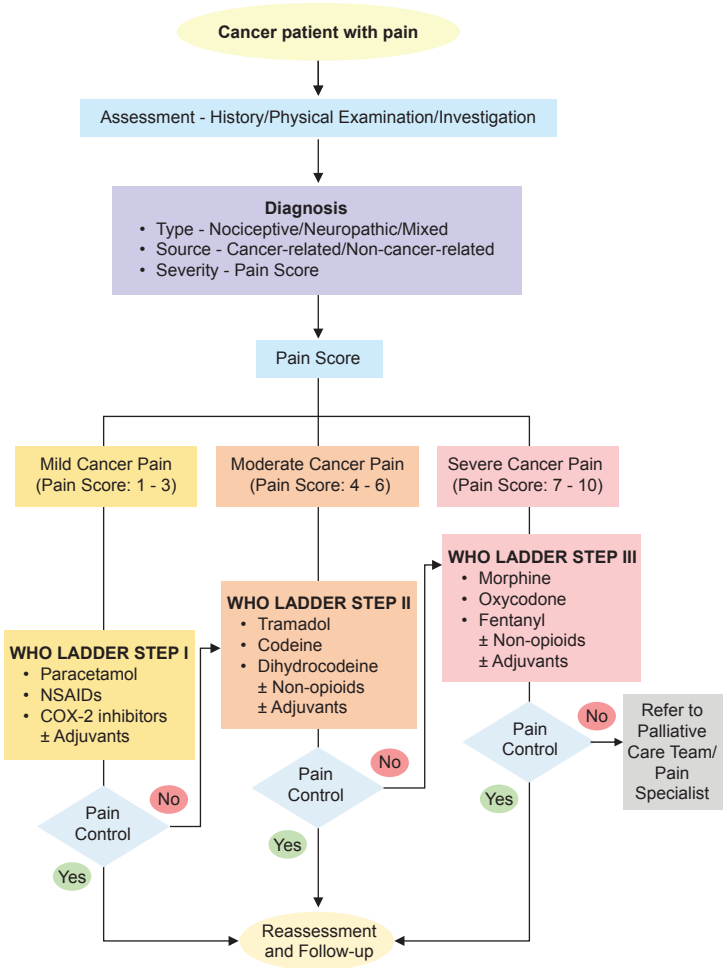 Cancer patient with pain
Assessment - History/Physical Examination/Investigation
Diagnosis
• Type - Nociceptive/Neuropathic/Mixed
• Source - Cancer-related/Non-cancer-related
• Severity - Pain Score
Pain Score
Mild Cancer Pain
(Pain Score: 1 - 3)
Moderate Cancer Pain
(Pain Score: 4 - 6)
Severe Cancer Pain
(Pain Score: 7 - 10)
WHO LADDER STEP I
• Paracetamol
• NSAIDs
• COX-2 inhibitors
± Adjuvants
WHO LADDER STEP II
• Tramadol
• Codeine
• Dihydrocodeine
± Non-opioids
± Adjuvants
WHO LADDER STEP III
• Morphine
• Oxycodone
• Fentanyl
± Non-opioids
± Adjuvants
Pain
Control
No
Yes
Pain
Control
No
Yes
Pain
Control
No
Yes
Refer to
Palliative
Care Team/
Pain
Specialist
Reassessment
and Follow-up